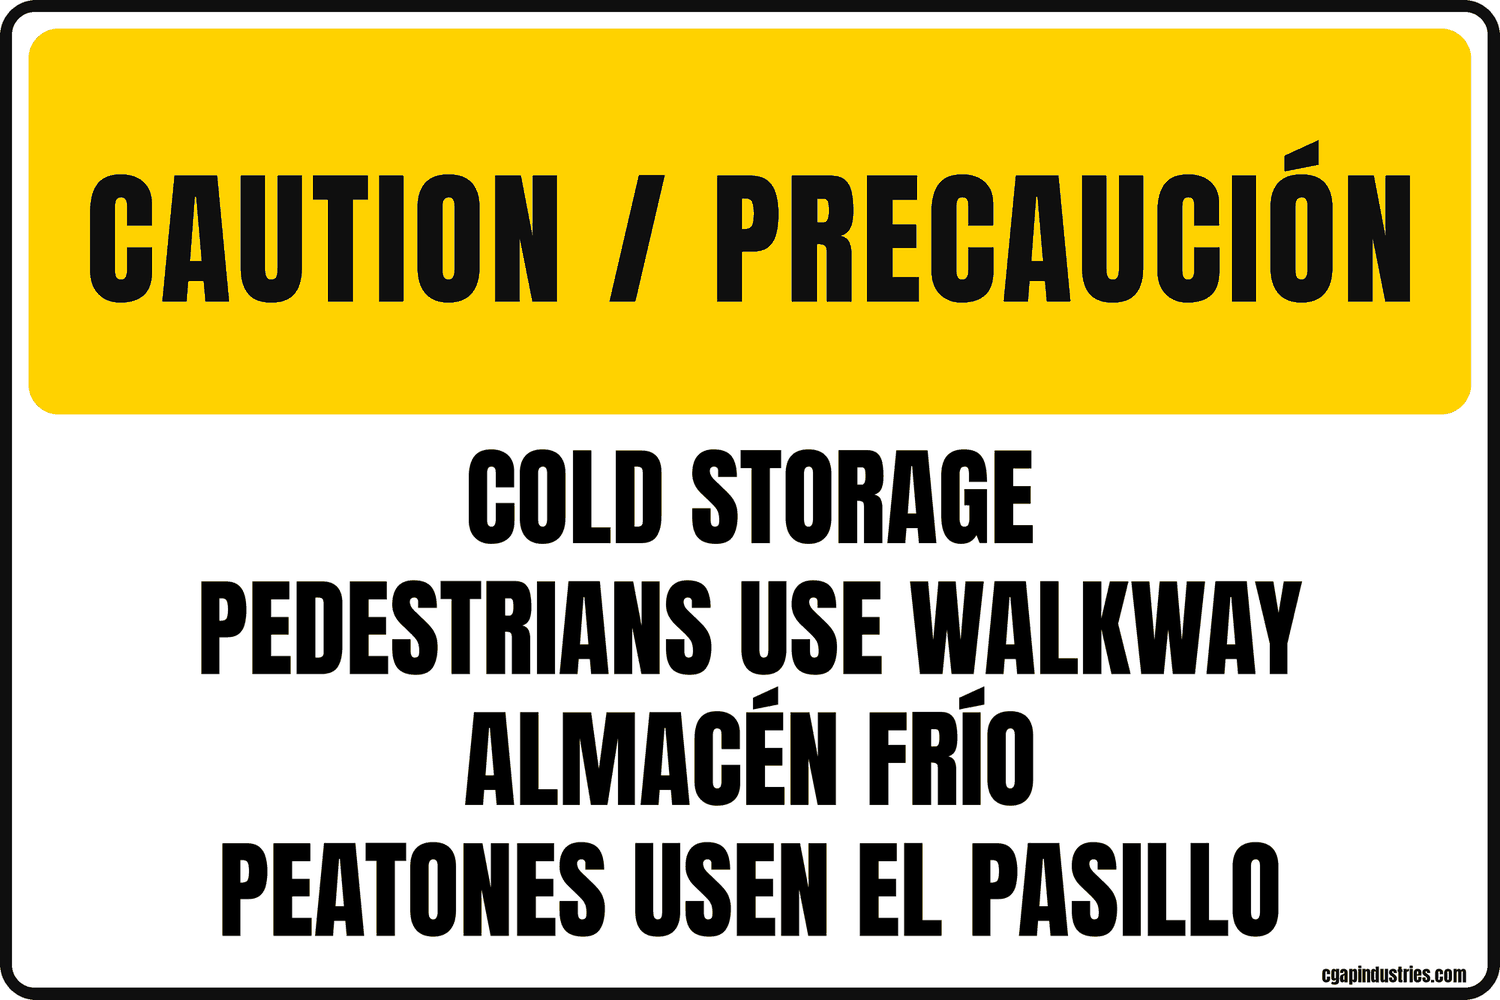 CAUTION / PRECAUCIÓN
COLD STORAGE
PEDESTRIANS USE WALKWAY
ALMACÉN FRÍO
PEATONES USEN EL PASILLO
cgapindustries.com